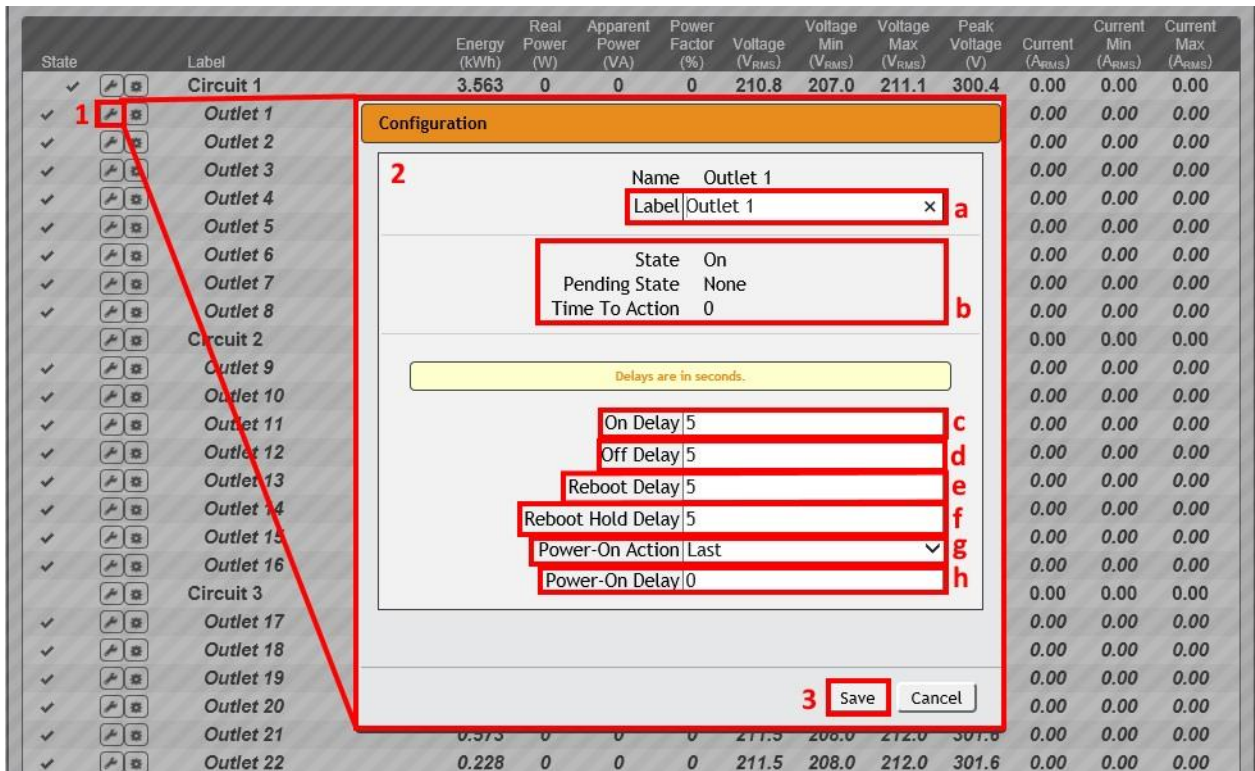 State Label Energy (kWh) Real Power (W) Apparent Power (VA) Power Factor (%) Voltage (VRMS) Voltage Min (VRMS) Voltage Max (VRMS) Peak Voltage (V) Current (ARMS) Current Min (ARMS) Current Max (ARMS)
Circuit 1 3.563 0 0 0 210.8 207.0 211.1 300.4 0.00 0.00 0.00
1 Outlet 1 0.00 0.00 0.00
Outlet 2 0.00 0.00 0.00
Outlet 3 0.00 0.00 0.00
Outlet 4 0.00 0.00 0.00
Outlet 5 0.00 0.00 0.00
Outlet 6 0.00 0.00 0.00
Outlet 7 0.00 0.00 0.00
Outlet 8 0.00 0.00 0.00
Circuit 2 0.00 0.00 0.00
Outlet 9 0.00 0.00 0.00
Outlet 10 0.00 0.00 0.00
Outlet 11 0.00 0.00 0.00
Outlet 12 0.00 0.00 0.00
Outlet 13 0.00 0.00 0.00
Outlet 14 0.00 0.00 0.00
Outlet 15 0.00 0.00 0.00
Outlet 16 0.00 0.00 0.00
Circuit 3 0.00 0.00 0.00
Outlet 17 0.00 0.00 0.00
Outlet 18 0.00 0.00 0.00
Outlet 19 0.00 0.00 0.00
Outlet 20 0.00 0.00 0.00
Outlet 21 0.573 0 0 0 211.5 208.0 212.0 301.6 0.00 0.00 0.00
Outlet 22 0.228 0 0 0 211.5 208.0 212.0 301.6 0.00 0.00 0.00
Configuration
2
Name Outlet 1
Label Outlet 1 × a
State On
Pending State None
Time To Action 0 b
Delays are in seconds.
On Delay 5 c
Off Delay 5 d
Reboot Delay 5 e
Reboot Hold Delay 5 f
Power-On Action Last g
Power-On Delay 0 h
3 Save Cancel